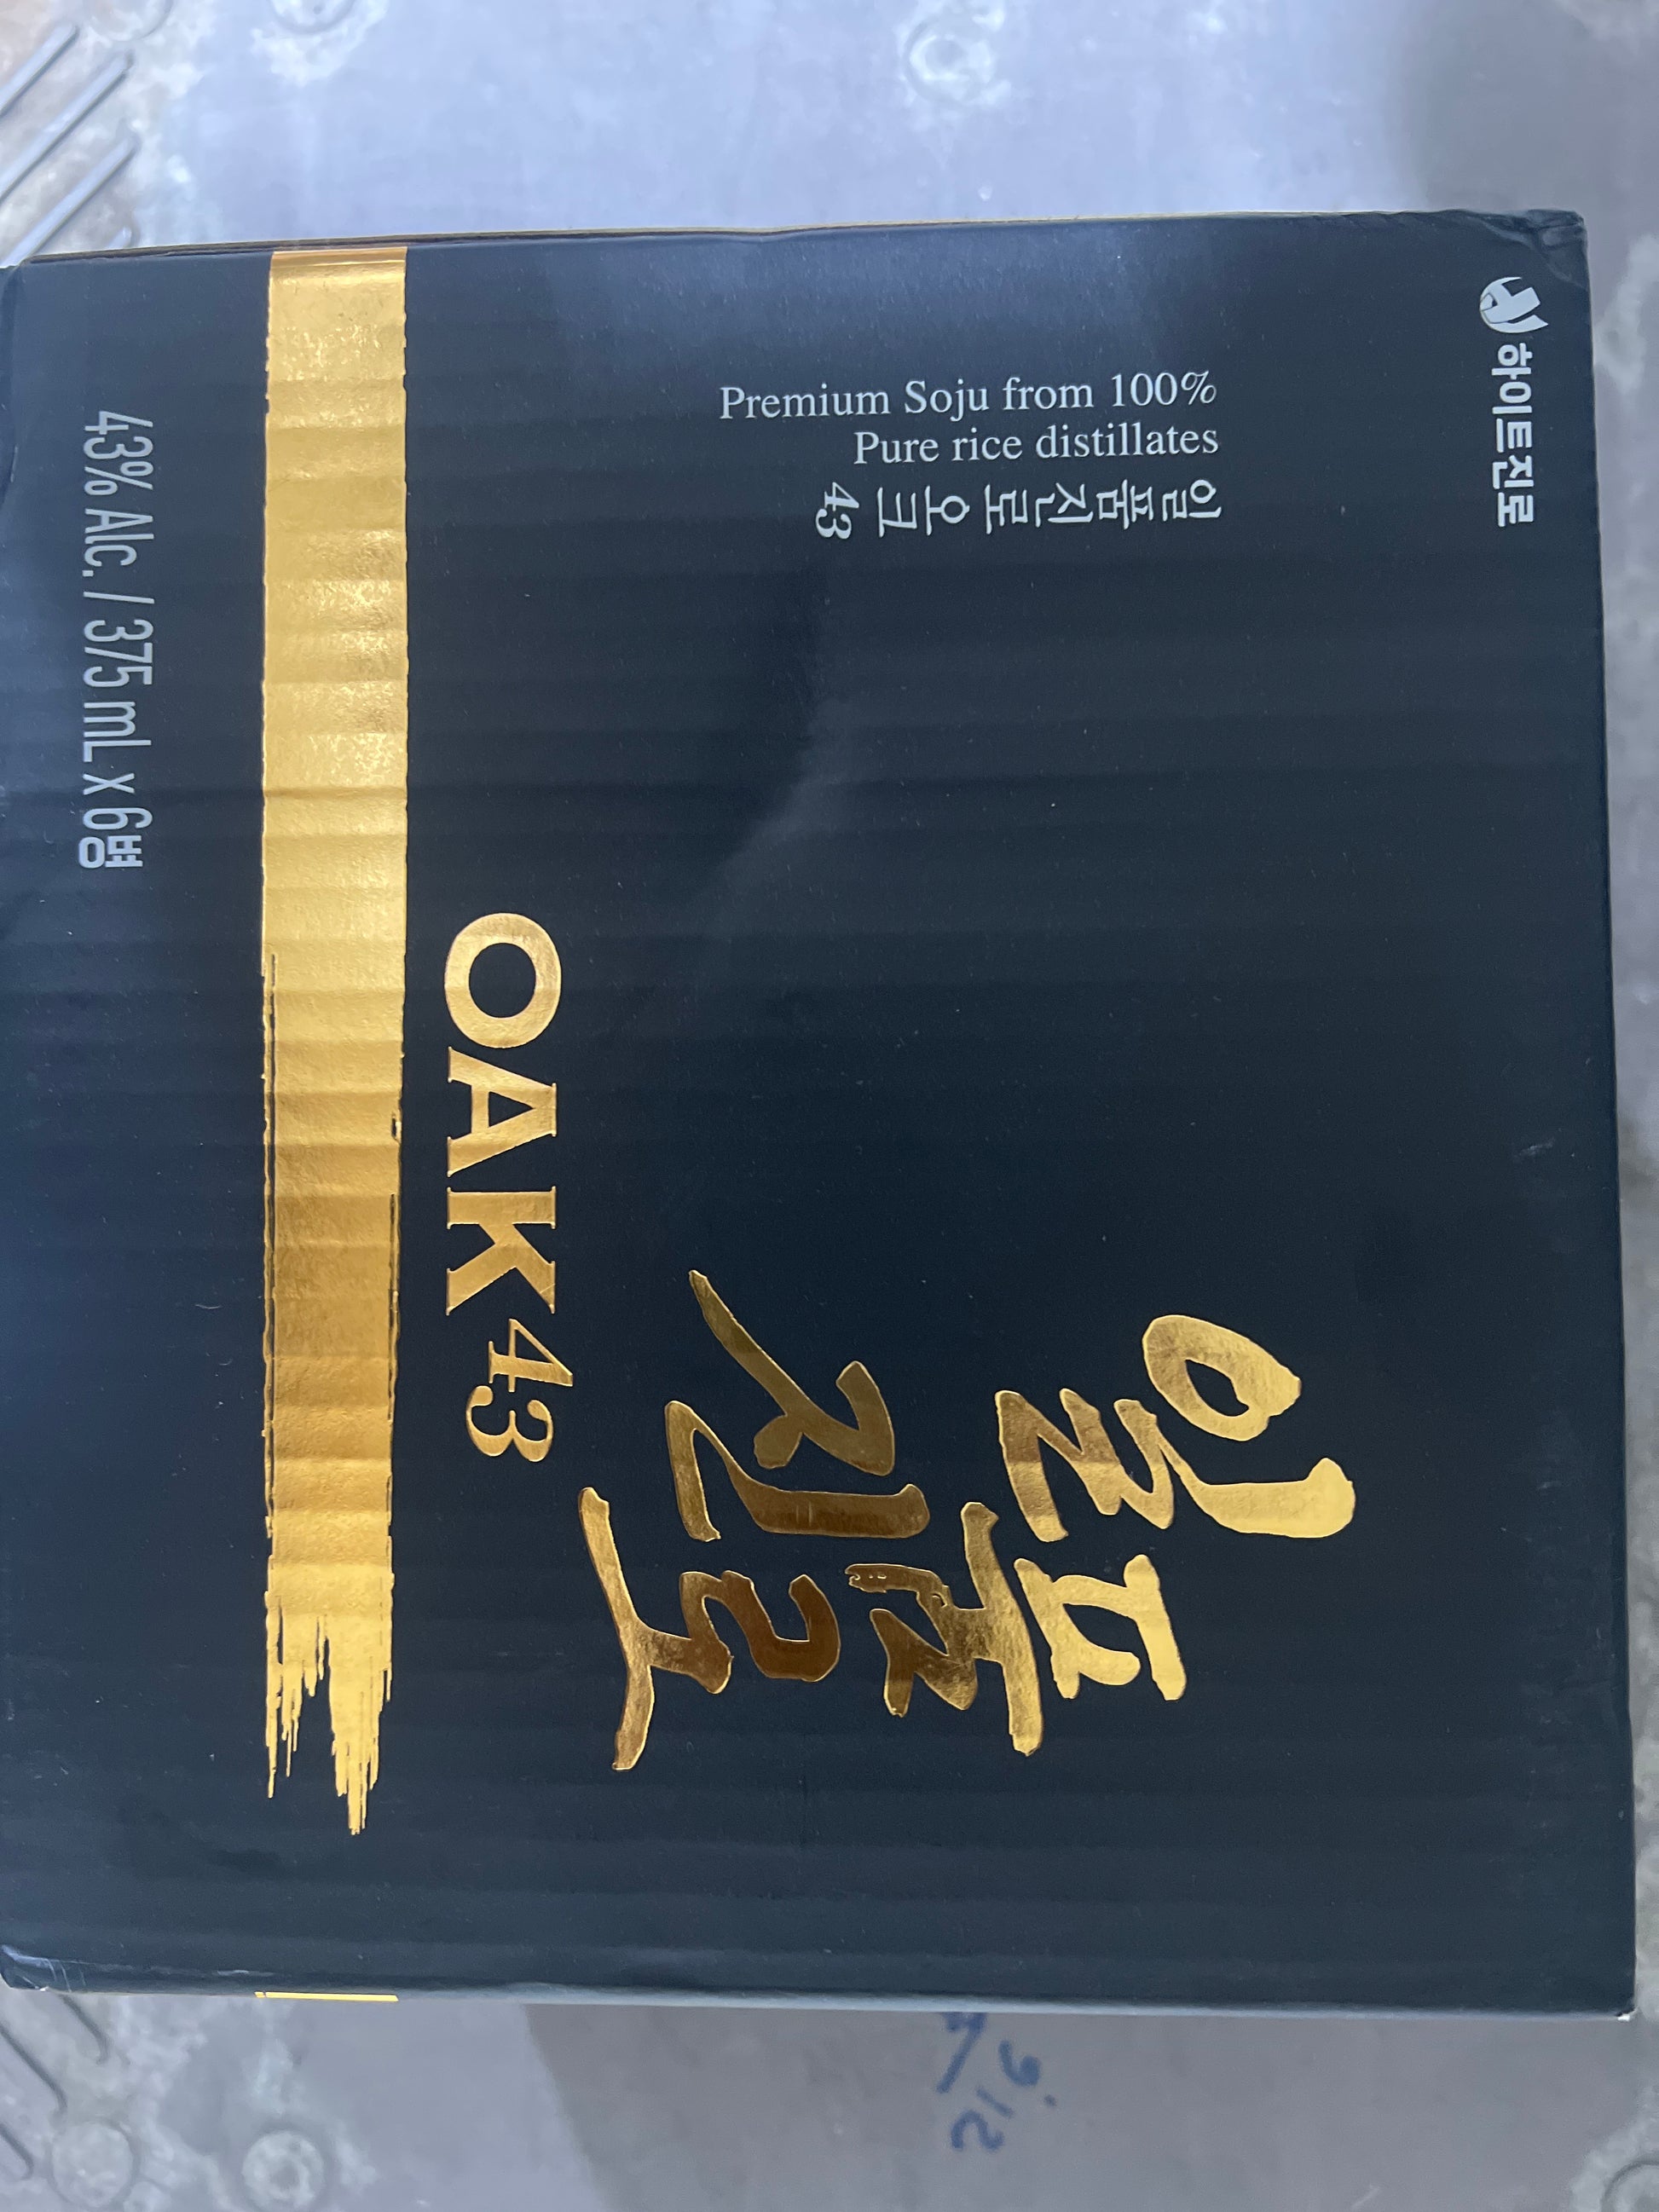 하이트진로
Premium Soju from 100%
Pure rice distillates
일품진로 오크 43
일품
진로
OAK 43
43% Alc. / 375 mL x 6병